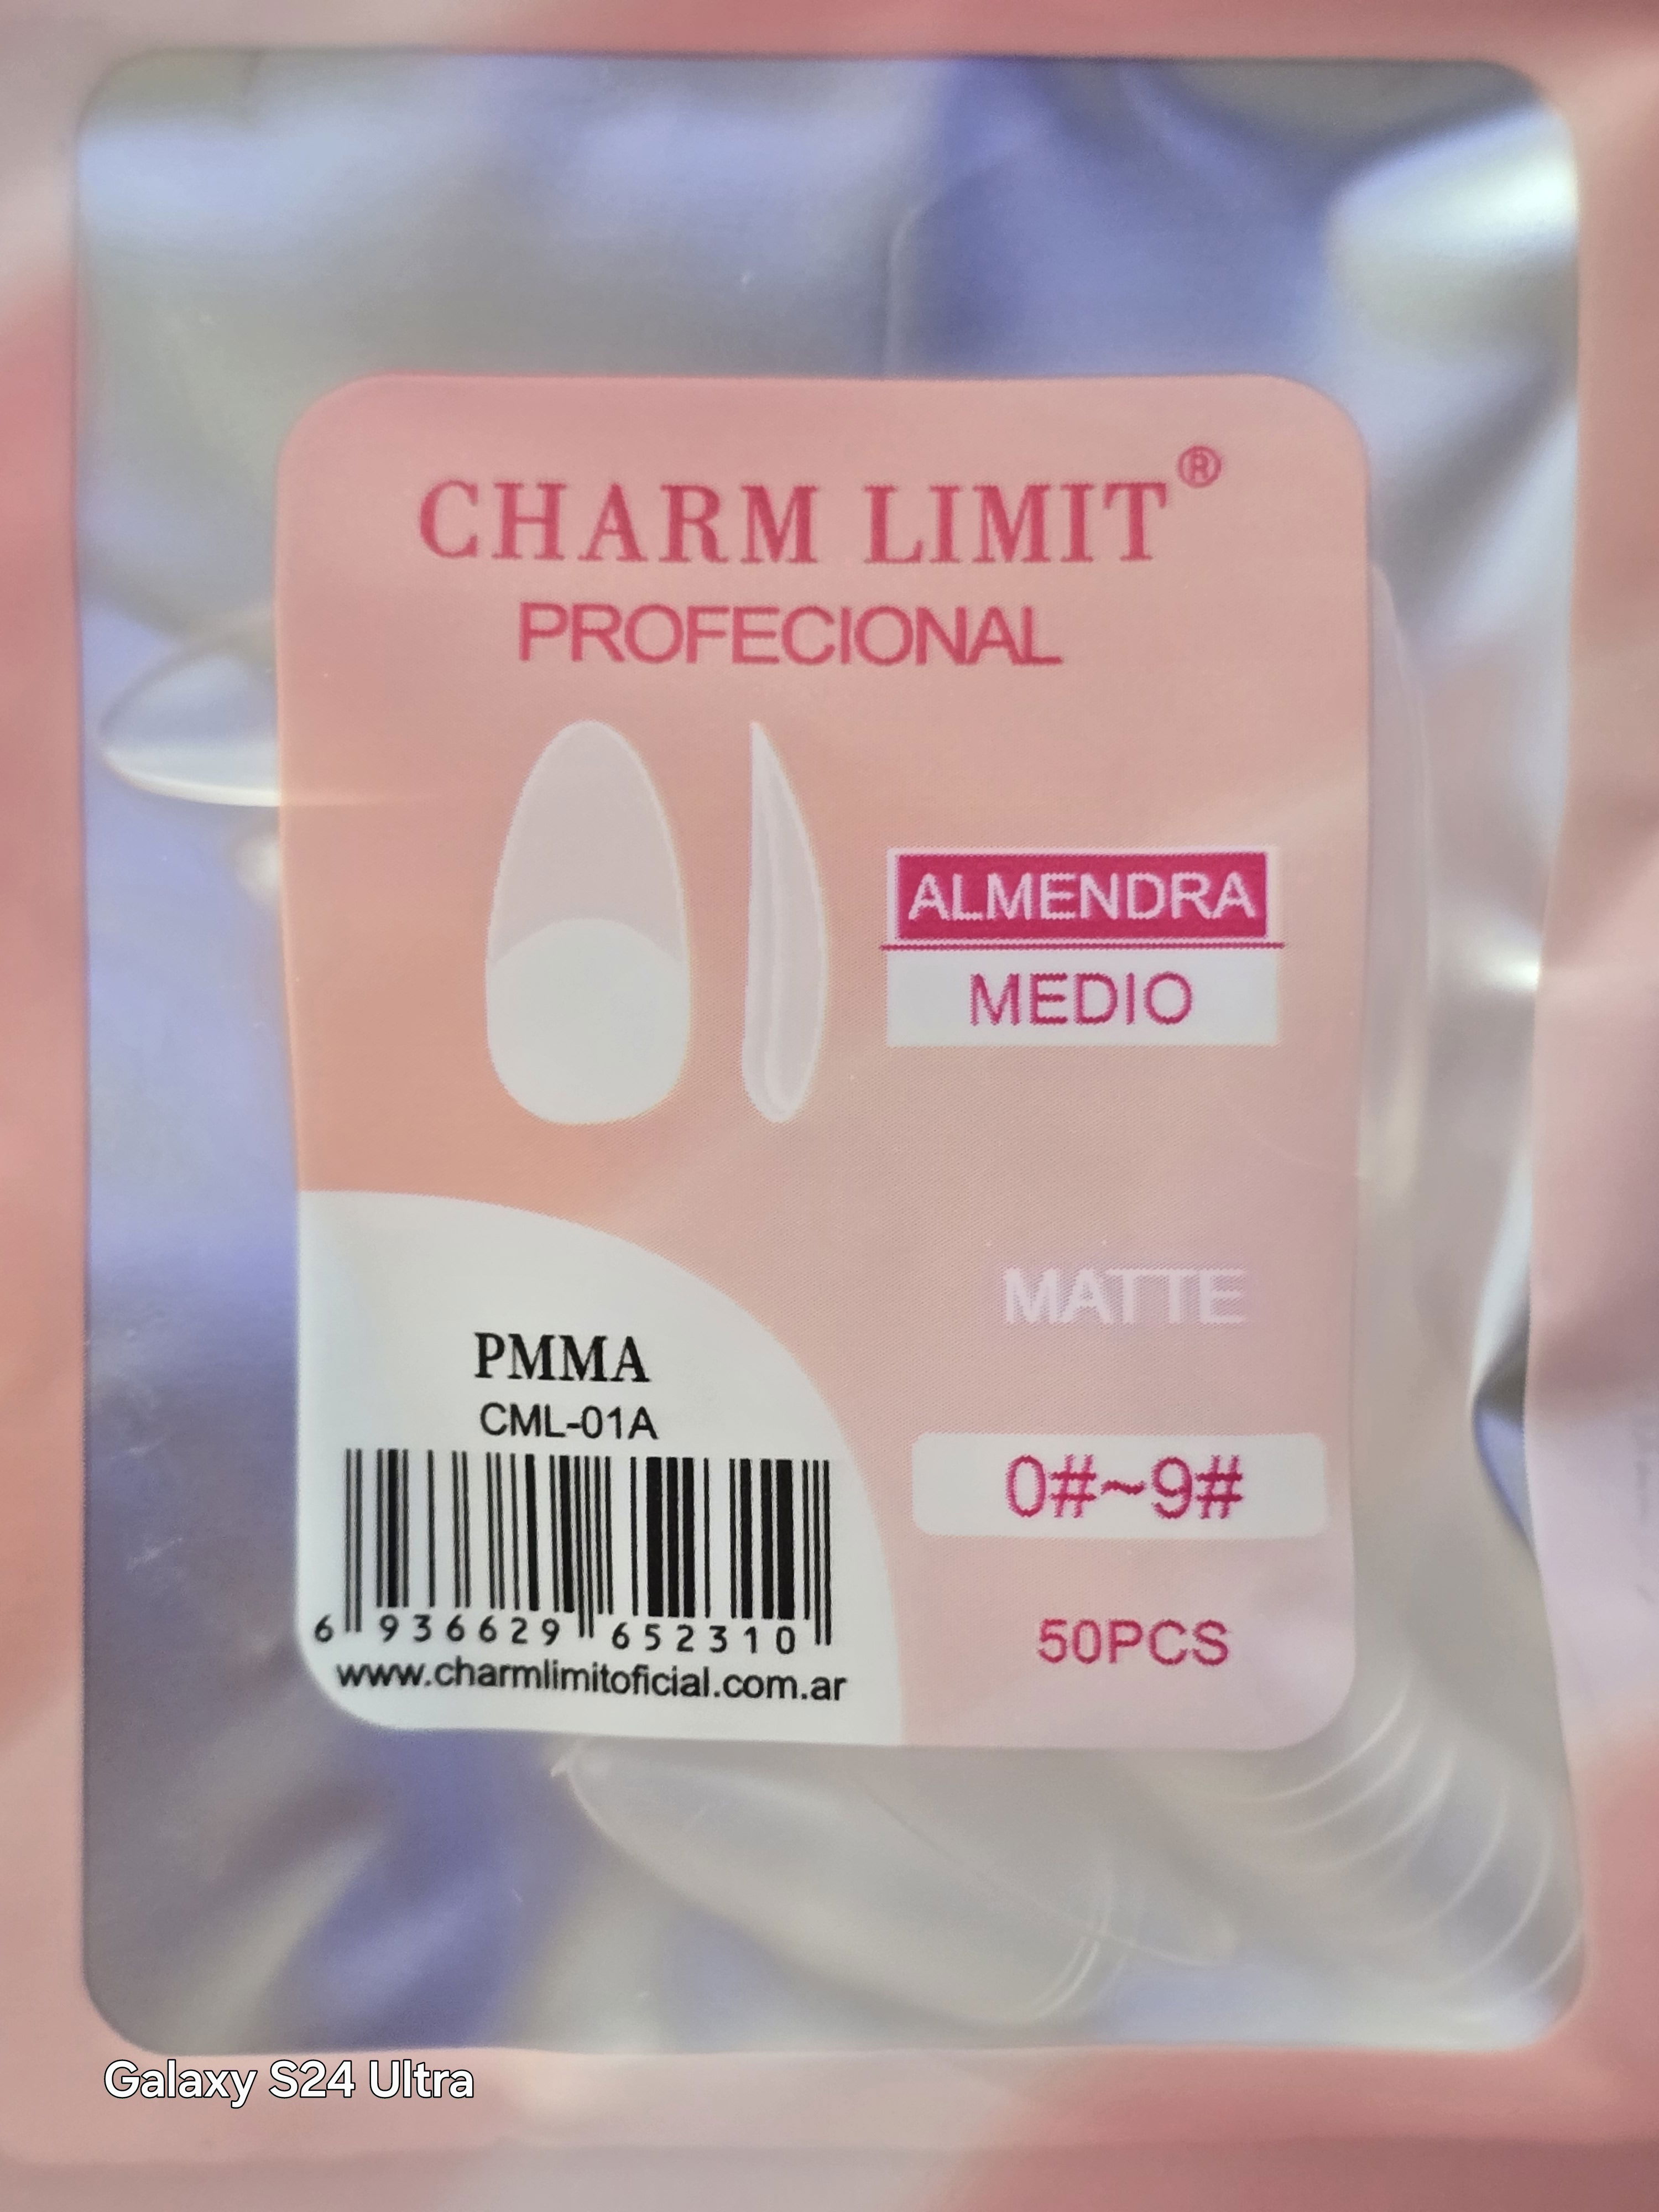 CHARM LIMIT®
PROFECIONAL
ALMENDRA
MEDIO
MATTE
PMMA
CML-01A
0#~9#
6 936629 652310
50PCS
www.charmlimitoficial.com.ar
Galaxy S24 Ultra